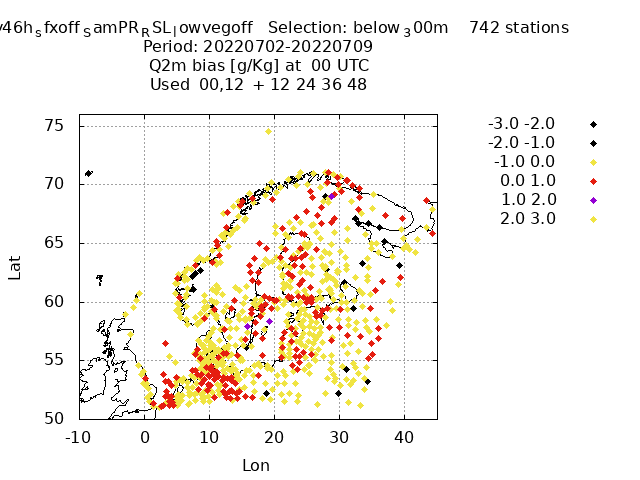 v46h_sfxoff_SamPR_RSL_lowvegoff Selection: below_300m 742 stations
Period: 20220702-20220709
Q2m bias [g/Kg] at 00 UTC
Used 00,12 + 12 24 36 48
-3.0 -2.0
-2.0 -1.0
-1.0 0.0
0.0 1.0
1.0 2.0
2.0 3.0
75
70
65
60
55
50
Lat
-10 0 10 20 30 40
Lon